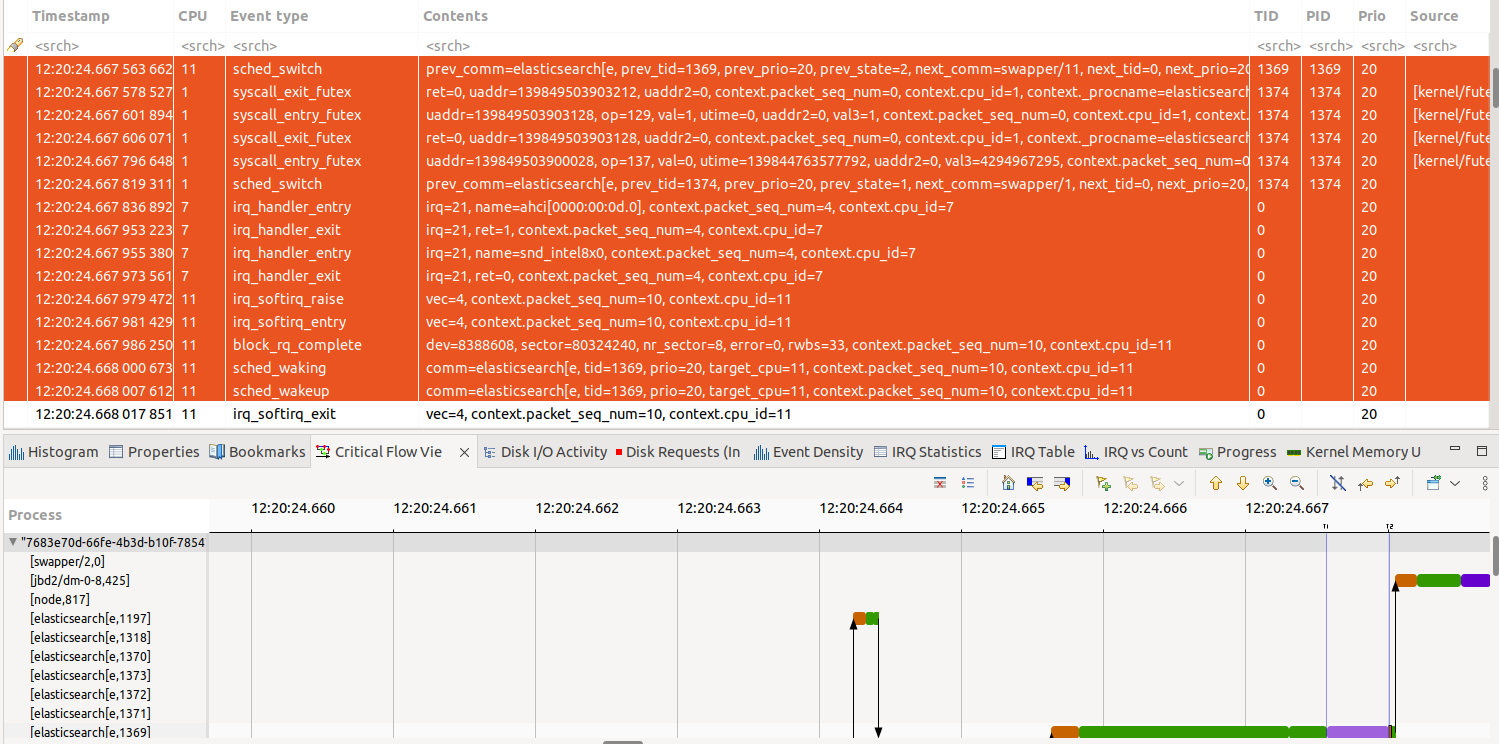 Timestamp CPU Event type Contents TID PID Prio Source
<srch> <srch> <srch> <srch> <srch> <srch> <srch> <srch>
12:20:24.667 563 662 11 sched_switch prev_comm=elasticsearch[e, prev_tid=1369, prev_prio=20, prev_state=2, next_comm=swapper/11, next_tid=0, next_prio=20 1369 1369 20
12:20:24.667 578 527 1 syscall_exit_futex ret=0, uaddr=139849503903212, uaddr2=0, context.packet_seq_num=0, context.cpu_id=1, context._procname=elasticsearch 1374 1374 20 [kernel/fute
12:20:24.667 601 894 1 syscall_entry_futex uaddr=139849503903128, op=129, val=1, utime=0, uaddr2=0, val3=1, context.packet_seq_num=0, context.cpu_id=1, context. 1374 1374 20 [kernel/fute
12:20:24.667 606 071 1 syscall_exit_futex ret=0, uaddr=139849503903128, uaddr2=0, context.packet_seq_num=0, context.cpu_id=1, context._procname=elasticsearch 1374 1374 20 [kernel/fute
12:20:24.667 796 648 1 syscall_entry_futex uaddr=139849503900028, op=137, val=0, utime=139844763577792, uaddr2=0, val3=4294967295, context.packet_seq_num=0 1374 1374 20 [kernel/fute
12:20:24.667 819 311 1 sched_switch prev_comm=elasticsearch[e, prev_tid=1374, prev_prio=20, prev_state=1, next_comm=swapper/1, next_tid=0, next_prio=20, 1374 1374 20
12:20:24.667 836 892 7 irq_handler_entry irq=21, name=ahci[0000:00:0d.0], context.packet_seq_num=4, context.cpu_id=7 0 20
12:20:24.667 953 223 7 irq_handler_exit irq=21, ret=1, context.packet_seq_num=4, context.cpu_id=7 0 20
12:20:24.667 955 380 7 irq_handler_entry irq=21, name=snd_intel8x0, context.packet_seq_num=4, context.cpu_id=7 0 20
12:20:24.667 973 561 7 irq_handler_exit irq=21, ret=0, context.packet_seq_num=4, context.cpu_id=7 0 20
12:20:24.667 979 472 11 irq_softirq_raise vec=4, context.packet_seq_num=10, context.cpu_id=11 0 20
12:20:24.667 981 429 11 irq_softirq_entry vec=4, context.packet_seq_num=10, context.cpu_id=11 0 20
12:20:24.667 986 250 11 block_rq_complete dev=8388608, sector=80324240, nr_sector=8, error=0, rwbs=33, context.packet_seq_num=10, context.cpu_id=11 0 20
12:20:24.668 000 673 11 sched_waking comm=elasticsearch[e, tid=1369, prio=20, target_cpu=11, context.packet_seq_num=10, context.cpu_id=11 0 20
12:20:24.668 007 612 11 sched_wakeup comm=elasticsearch[e, tid=1369, prio=20, target_cpu=11, context.packet_seq_num=10, context.cpu_id=11 0 20
12:20:24.668 017 851 11 irq_softirq_exit vec=4, context.packet_seq_num=10, context.cpu_id=11 0 20
Histogram Properties Bookmarks Critical Flow Vie Disk I/O Activity Disk Requests (In Event Density IRQ Statistics IRQ Table IRQ vs Count Progress Kernel Memory U
Process 12:20:24.660 12:20:24.661 12:20:24.662 12:20:24.663 12:20:24.664 12:20:24.665 12:20:24.666 12:20:24.667
T1 T2
"7683e70d-66fe-4b3d-b10f-7854
[swapper/2,0]
[jbd2/dm-0-8,425]
[node,817]
[elasticsearch[e,1197]
[elasticsearch[e,1318]
[elasticsearch[e,1370]
[elasticsearch[e,1373]
[elasticsearch[e,1372]
[elasticsearch[e,1371]
[elasticsearch[e,1369]